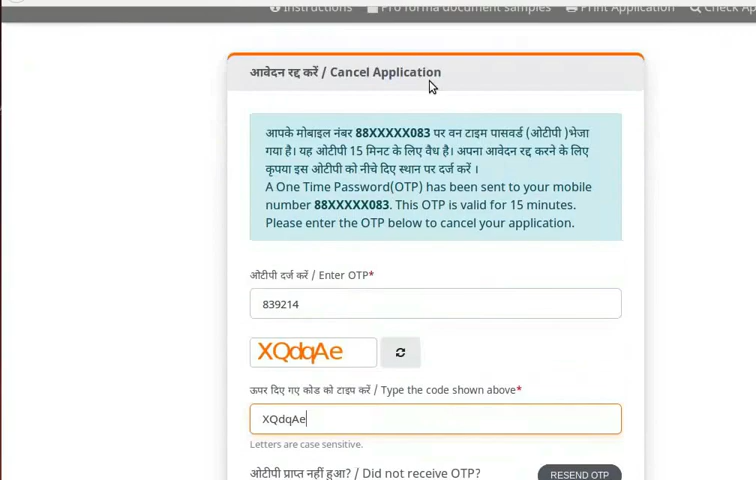 Instructions Pro forma document samples Print Application Check Ap
आवेदन रद्द करें / Cancel Application
आपके मोबाइल नंबर 88XXXXX083 पर वन टाइम पासवर्ड (ओटीपी )भेजा
गया है। यह ओटीपी 15 मिनट के लिए वैध है। अपना आवेदन रद्द करने के लिए
कृपया इस ओटीपी को नीचे दिए स्थान पर दर्ज करें ।
A One Time Password(OTP) has been sent to your mobile
number 88XXXXX083. This OTP is valid for 15 minutes.
Please enter the OTP below to cancel your application.
ओटीपी दर्ज करें / Enter OTP*
839214
XQdqAe
ऊपर दिए गए कोड को टाइप करें / Type the code shown above*
XQdqAe
Letters are case sensitive.
ओटीपी प्राप्त नहीं हुआ? / Did not receive OTP? RESEND OTP